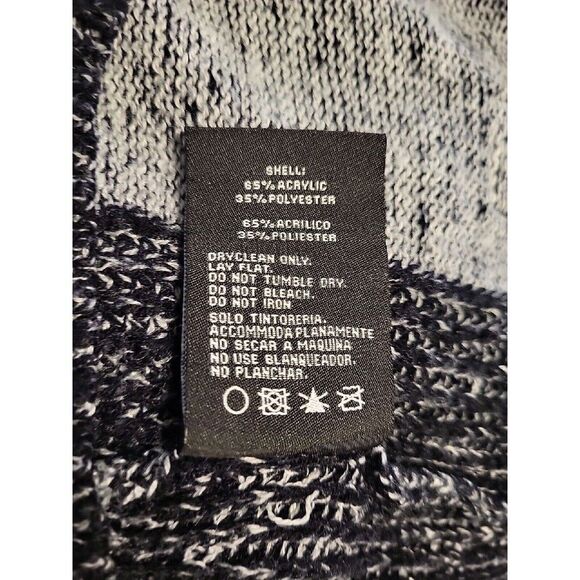 SHELL:
65% ACRYLIC
35% POLYESTER
65% ACRILICO
35% POLIESTER
DRYCLEAN ONLY.
LAY FLAT.
DO NOT TUMBLE DRY.
DO NOT BLEACH.
DO NOT IRON
SOLO TINTORERIA.
ACCOMMODA PLANAMENTE
NO SECAR A MAQUINA
NO USE BLANQUEADOR.
NO PLANCHAR.